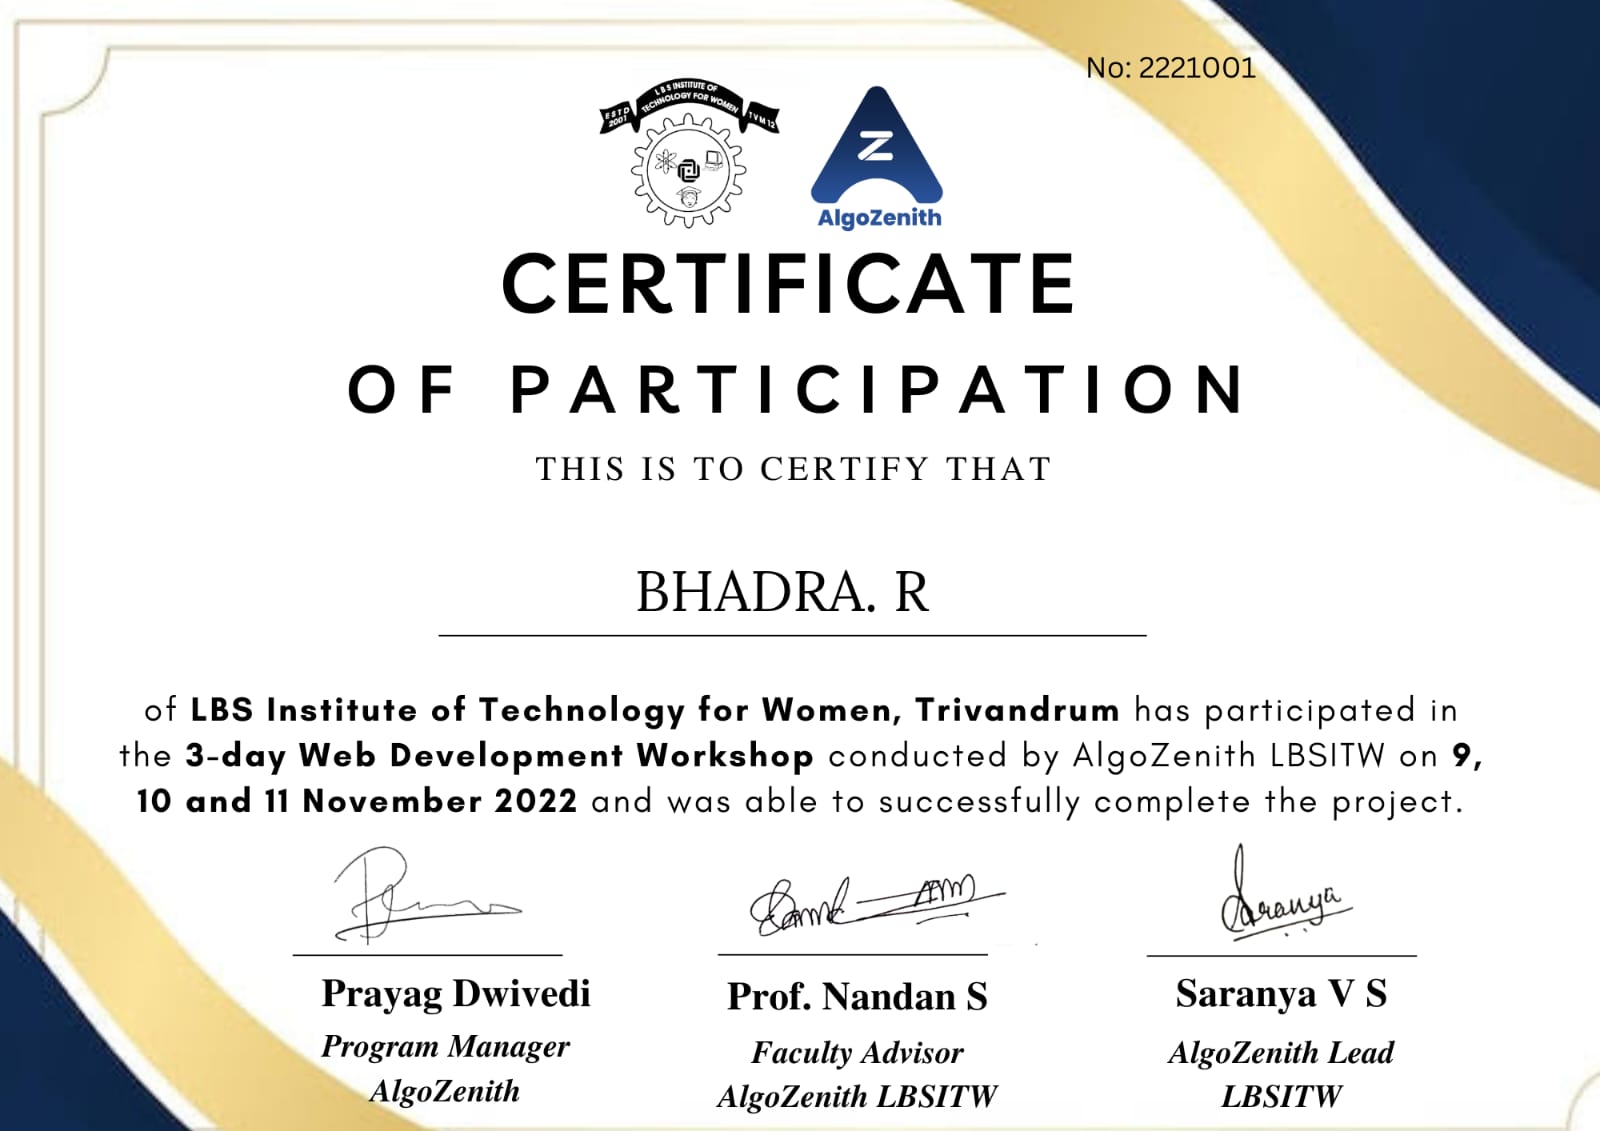 No: 2221001
L B S INSTITUTE OF
TECHNOLOGY FOR WOMEN
ESTD
2001
TVM 12
Z
AlgoZenith
CERTIFICATE
OF PARTICIPATION
THIS IS TO CERTIFY THAT
BHADRA. R
of LBS Institute of Technology for Women, Trivandrum has participated in
the 3-day Web Development Workshop conducted by AlgoZenith LBSITW on 9,
10 and 11 November 2022 and was able to successfully complete the project.
Saranya
Prayag Dwivedi
Program Manager
AlgoZenith
Prof. Nandan S
Faculty Advisor
AlgoZenith LBSITW
Saranya V S
AlgoZenith Lead
LBSITW